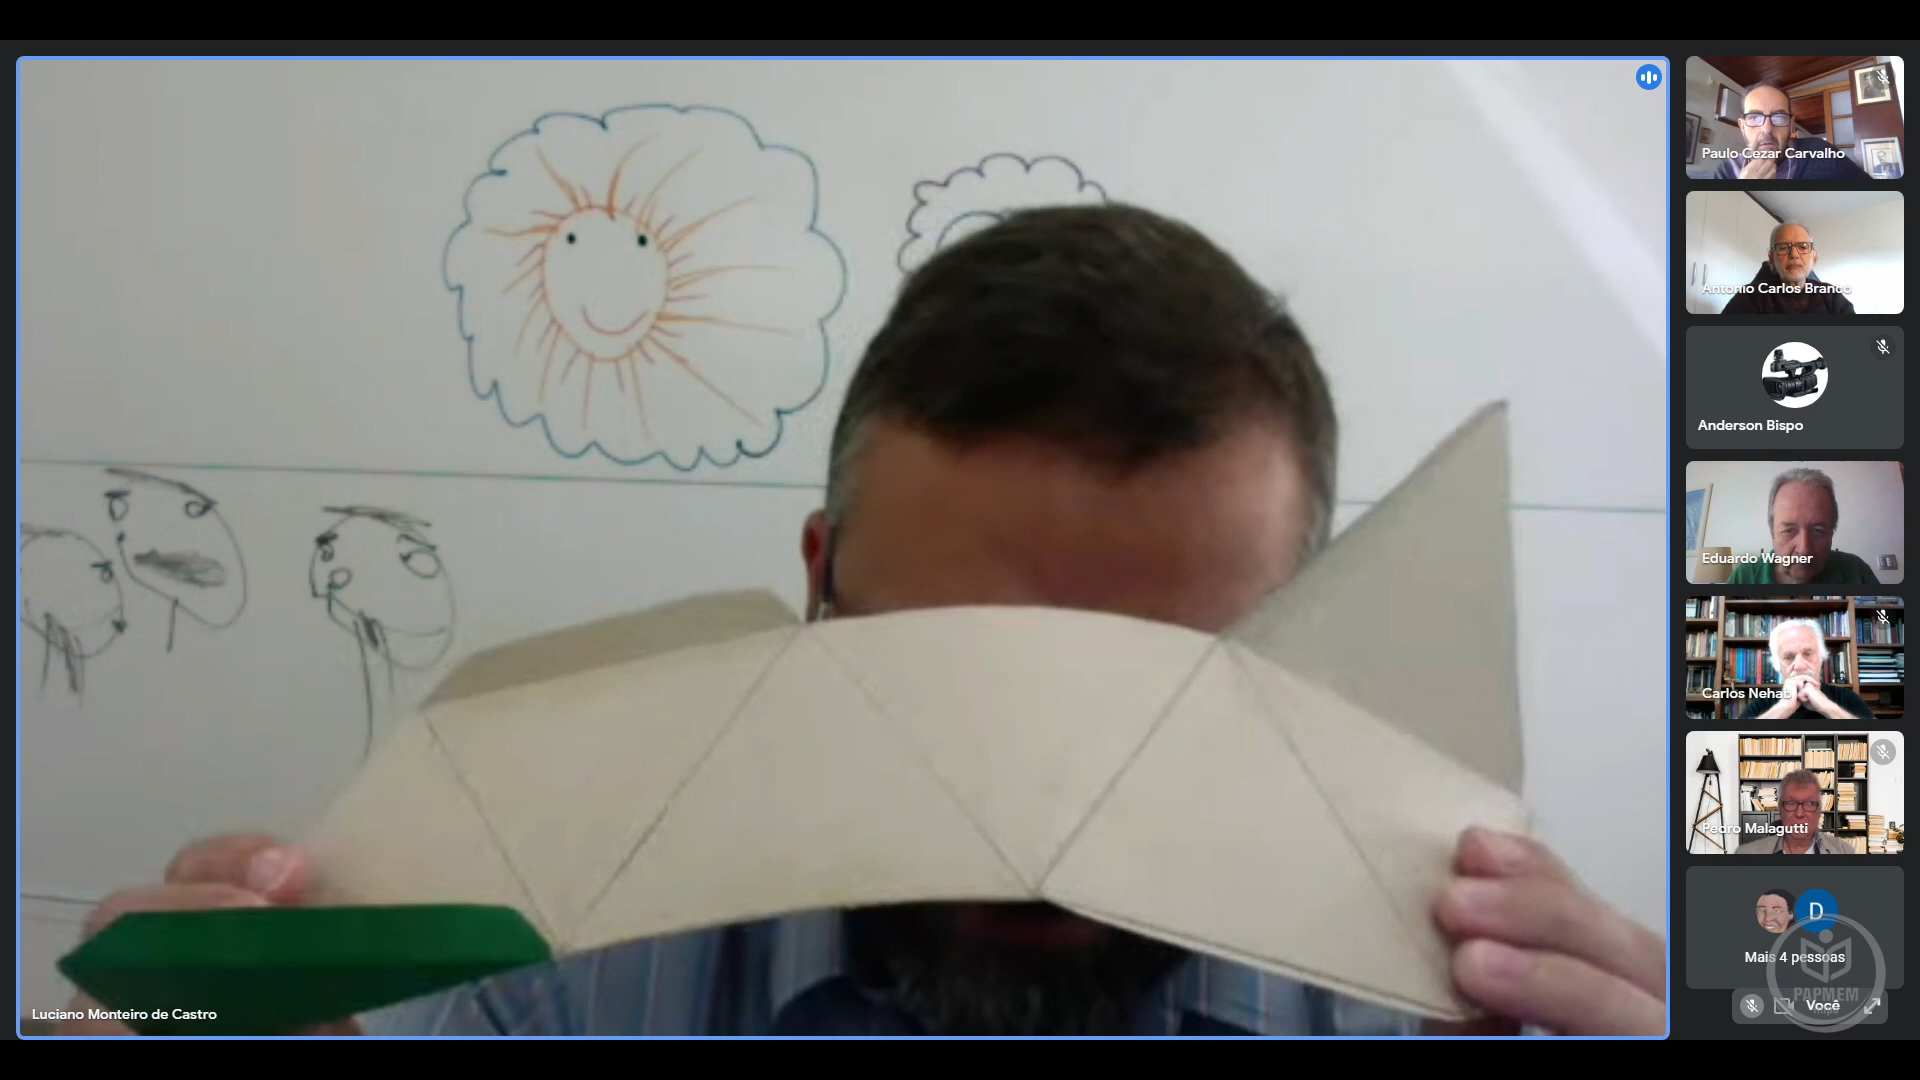 Luciano Monteiro de Castro
Paulo Cezar Carvalho
Antonio Carlos Branco
Anderson Bispo
Eduardo Wagner
Carlos Nehab
Pedro Malagutti
D
Mais 4 pessoas
PAPMEM
Você